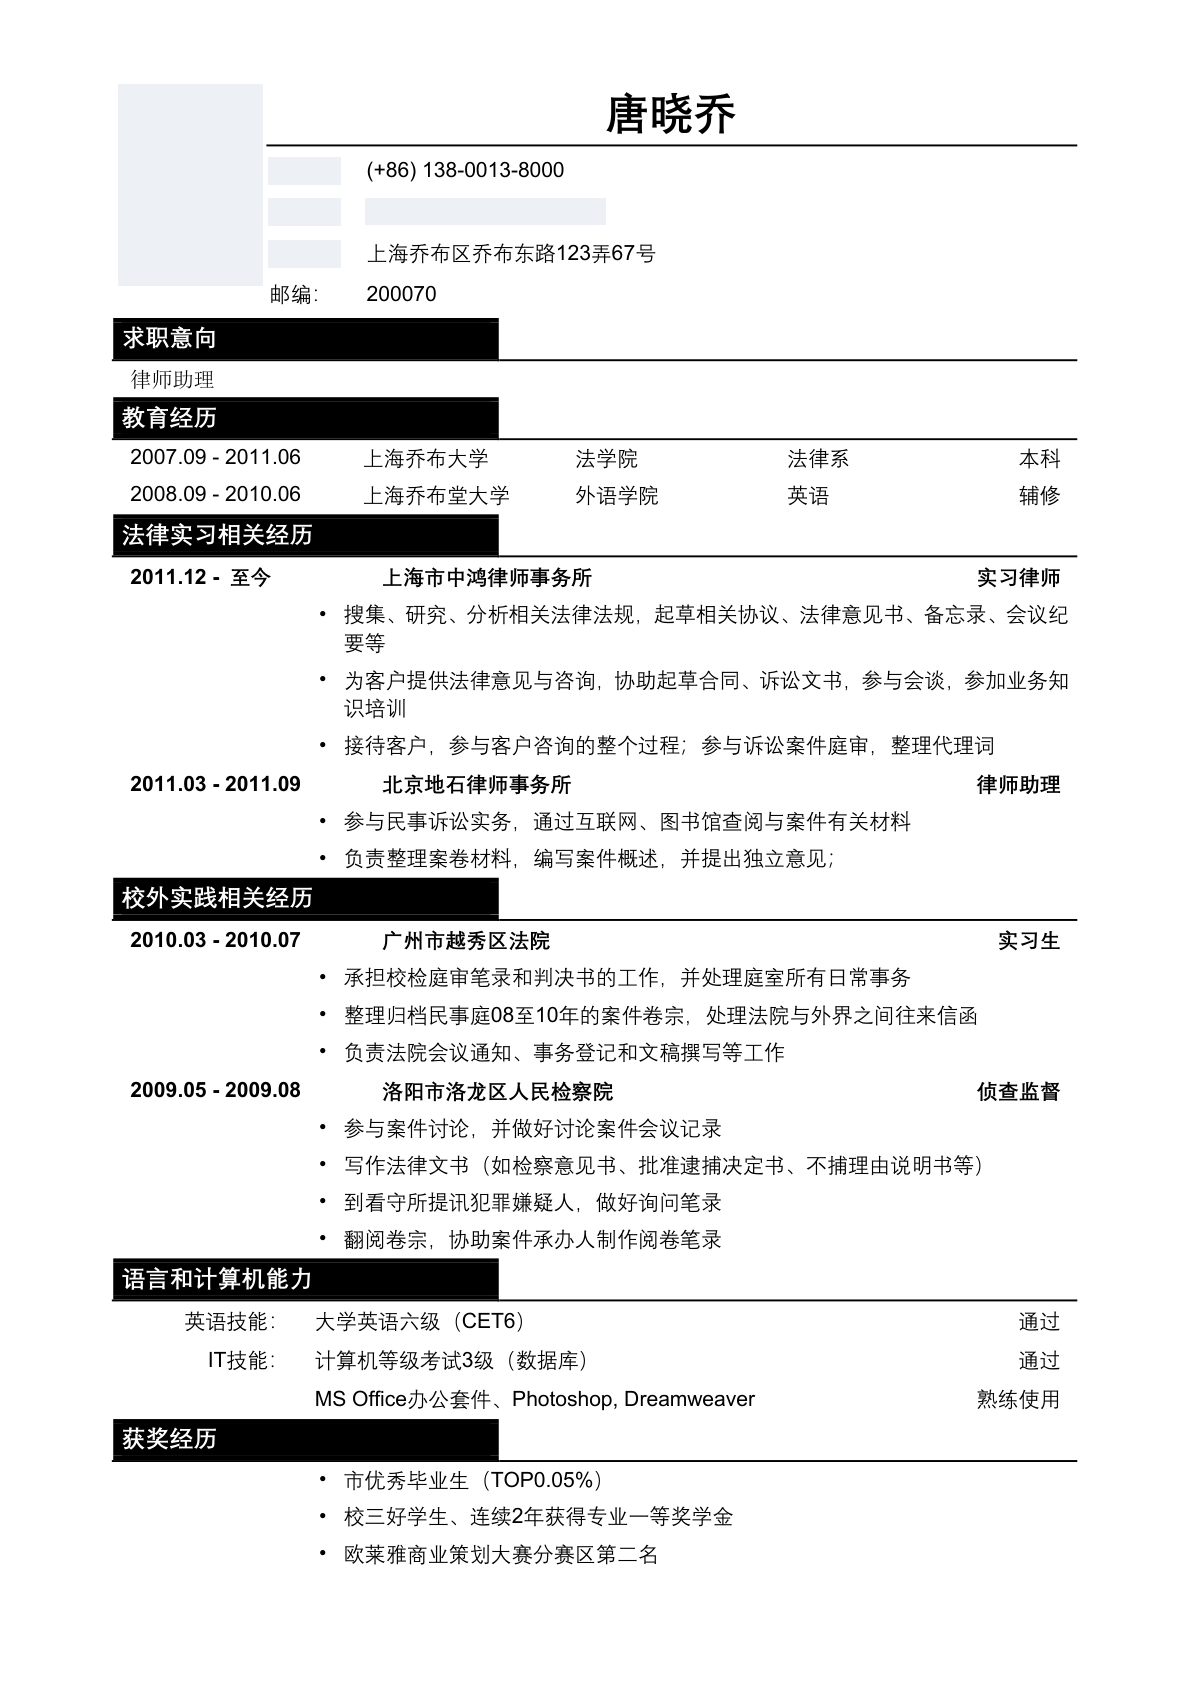 唐晓乔
(+86) 138-0013-8000
上海乔布区乔布东路123弄67号
邮编： 200070
求职意向
律师助理
教育经历
2007.09 - 2011.06 上海乔布大学 法学院 法律系 本科
2008.09 - 2010.06 上海乔布堂大学 外语学院 英语 辅修
法律实习相关经历
2011.12 - 至今 上海市中鸿律师事务所 实习律师
• 搜集、研究、分析相关法律法规，起草相关协议、法律意见书、备忘录、会议纪
要等
• 为客户提供法律意见与咨询，协助起草合同、诉讼文书，参与会谈，参加业务知
识培训
• 接待客户，参与客户咨询的整个过程；参与诉讼案件庭审，整理代理词
2011.03 - 2011.09 北京地石律师事务所 律师助理
• 参与民事诉讼实务，通过互联网、图书馆查阅与案件有关材料
• 负责整理案卷材料，编写案件概述，并提出独立意见；
校外实践相关经历
2010.03 - 2010.07 广州市越秀区法院 实习生
• 承担校检庭审笔录和判决书的工作，并处理庭室所有日常事务
• 整理归档民事庭08至10年的案件卷宗，处理法院与外界之间往来信函
• 负责法院会议通知、事务登记和文稿撰写等工作
2009.05 - 2009.08 洛阳市洛龙区人民检察院 侦查监督
• 参与案件讨论，并做好讨论案件会议记录
• 写作法律文书（如检察意见书、批准逮捕决定书、不捕理由说明书等）
• 到看守所提讯犯罪嫌疑人，做好询问笔录
• 翻阅卷宗，协助案件承办人制作阅卷笔录
语言和计算机能力
英语技能： 大学英语六级（CET6） 通过
IT技能： 计算机等级考试3级（数据库） 通过
MS Office办公套件、Photoshop, Dreamweaver 熟练使用
获奖经历
• 市优秀毕业生（TOP0.05%）
• 校三好学生、连续2年获得专业一等奖学金
• 欧莱雅商业策划大赛分赛区第二名